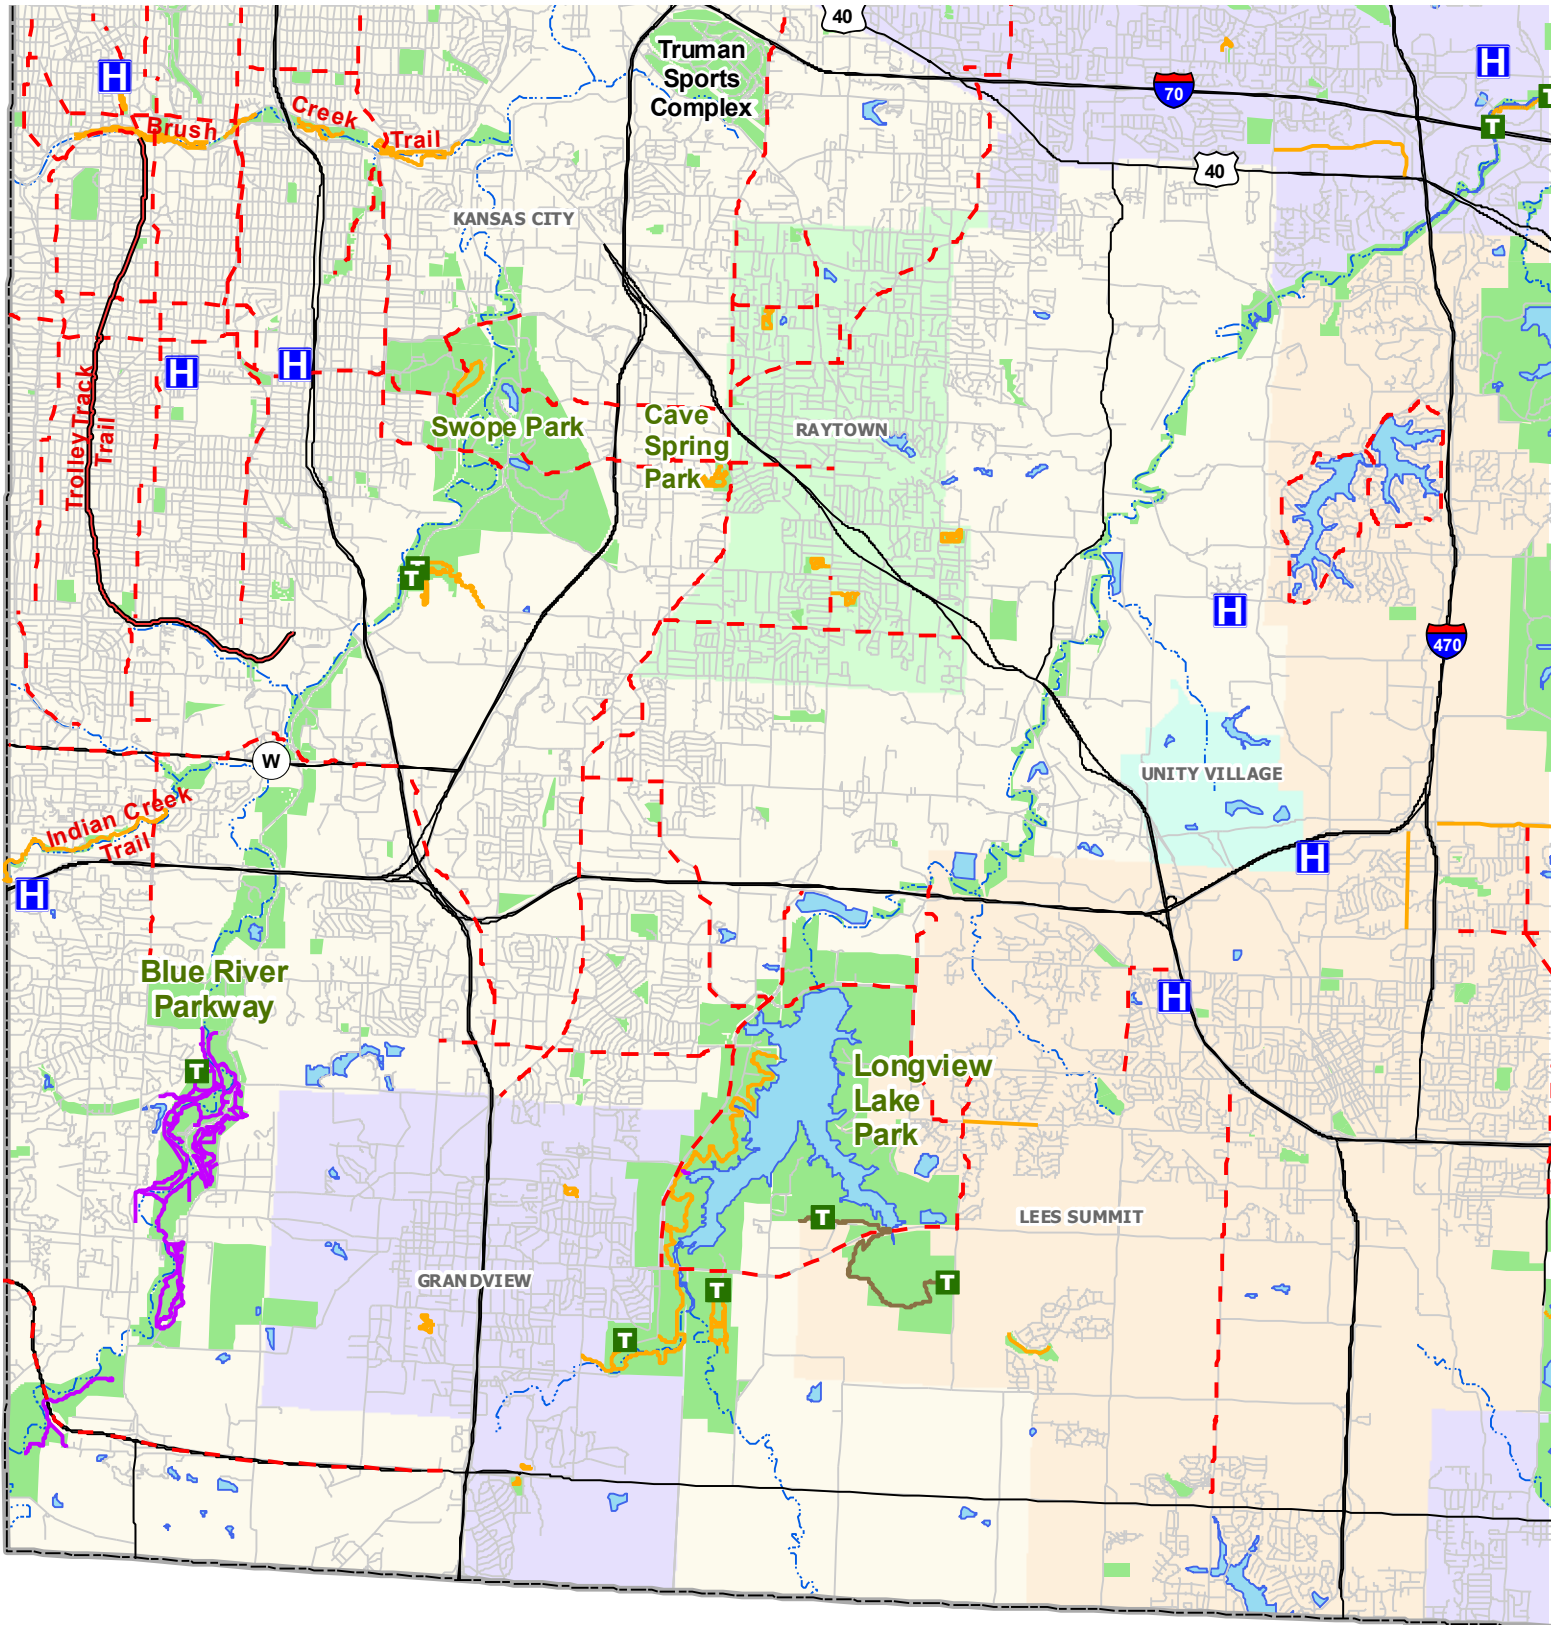 40
Truman
Sports
Complex
H
H
70
T
T
Brush
Creek
Trail
40
KANSAS CITY
H
H
Trolley Track
Trail
Swope Park
Cave
Spring
Park
RAYTOWN
T
H
470
W
UNITY VILLAGE
Indian Creek
Trail
H
H
Blue River
Parkway
H
T
Longview
Lake
Park
T
LEES SUMMIT
GRANDVIEW
T
T
T